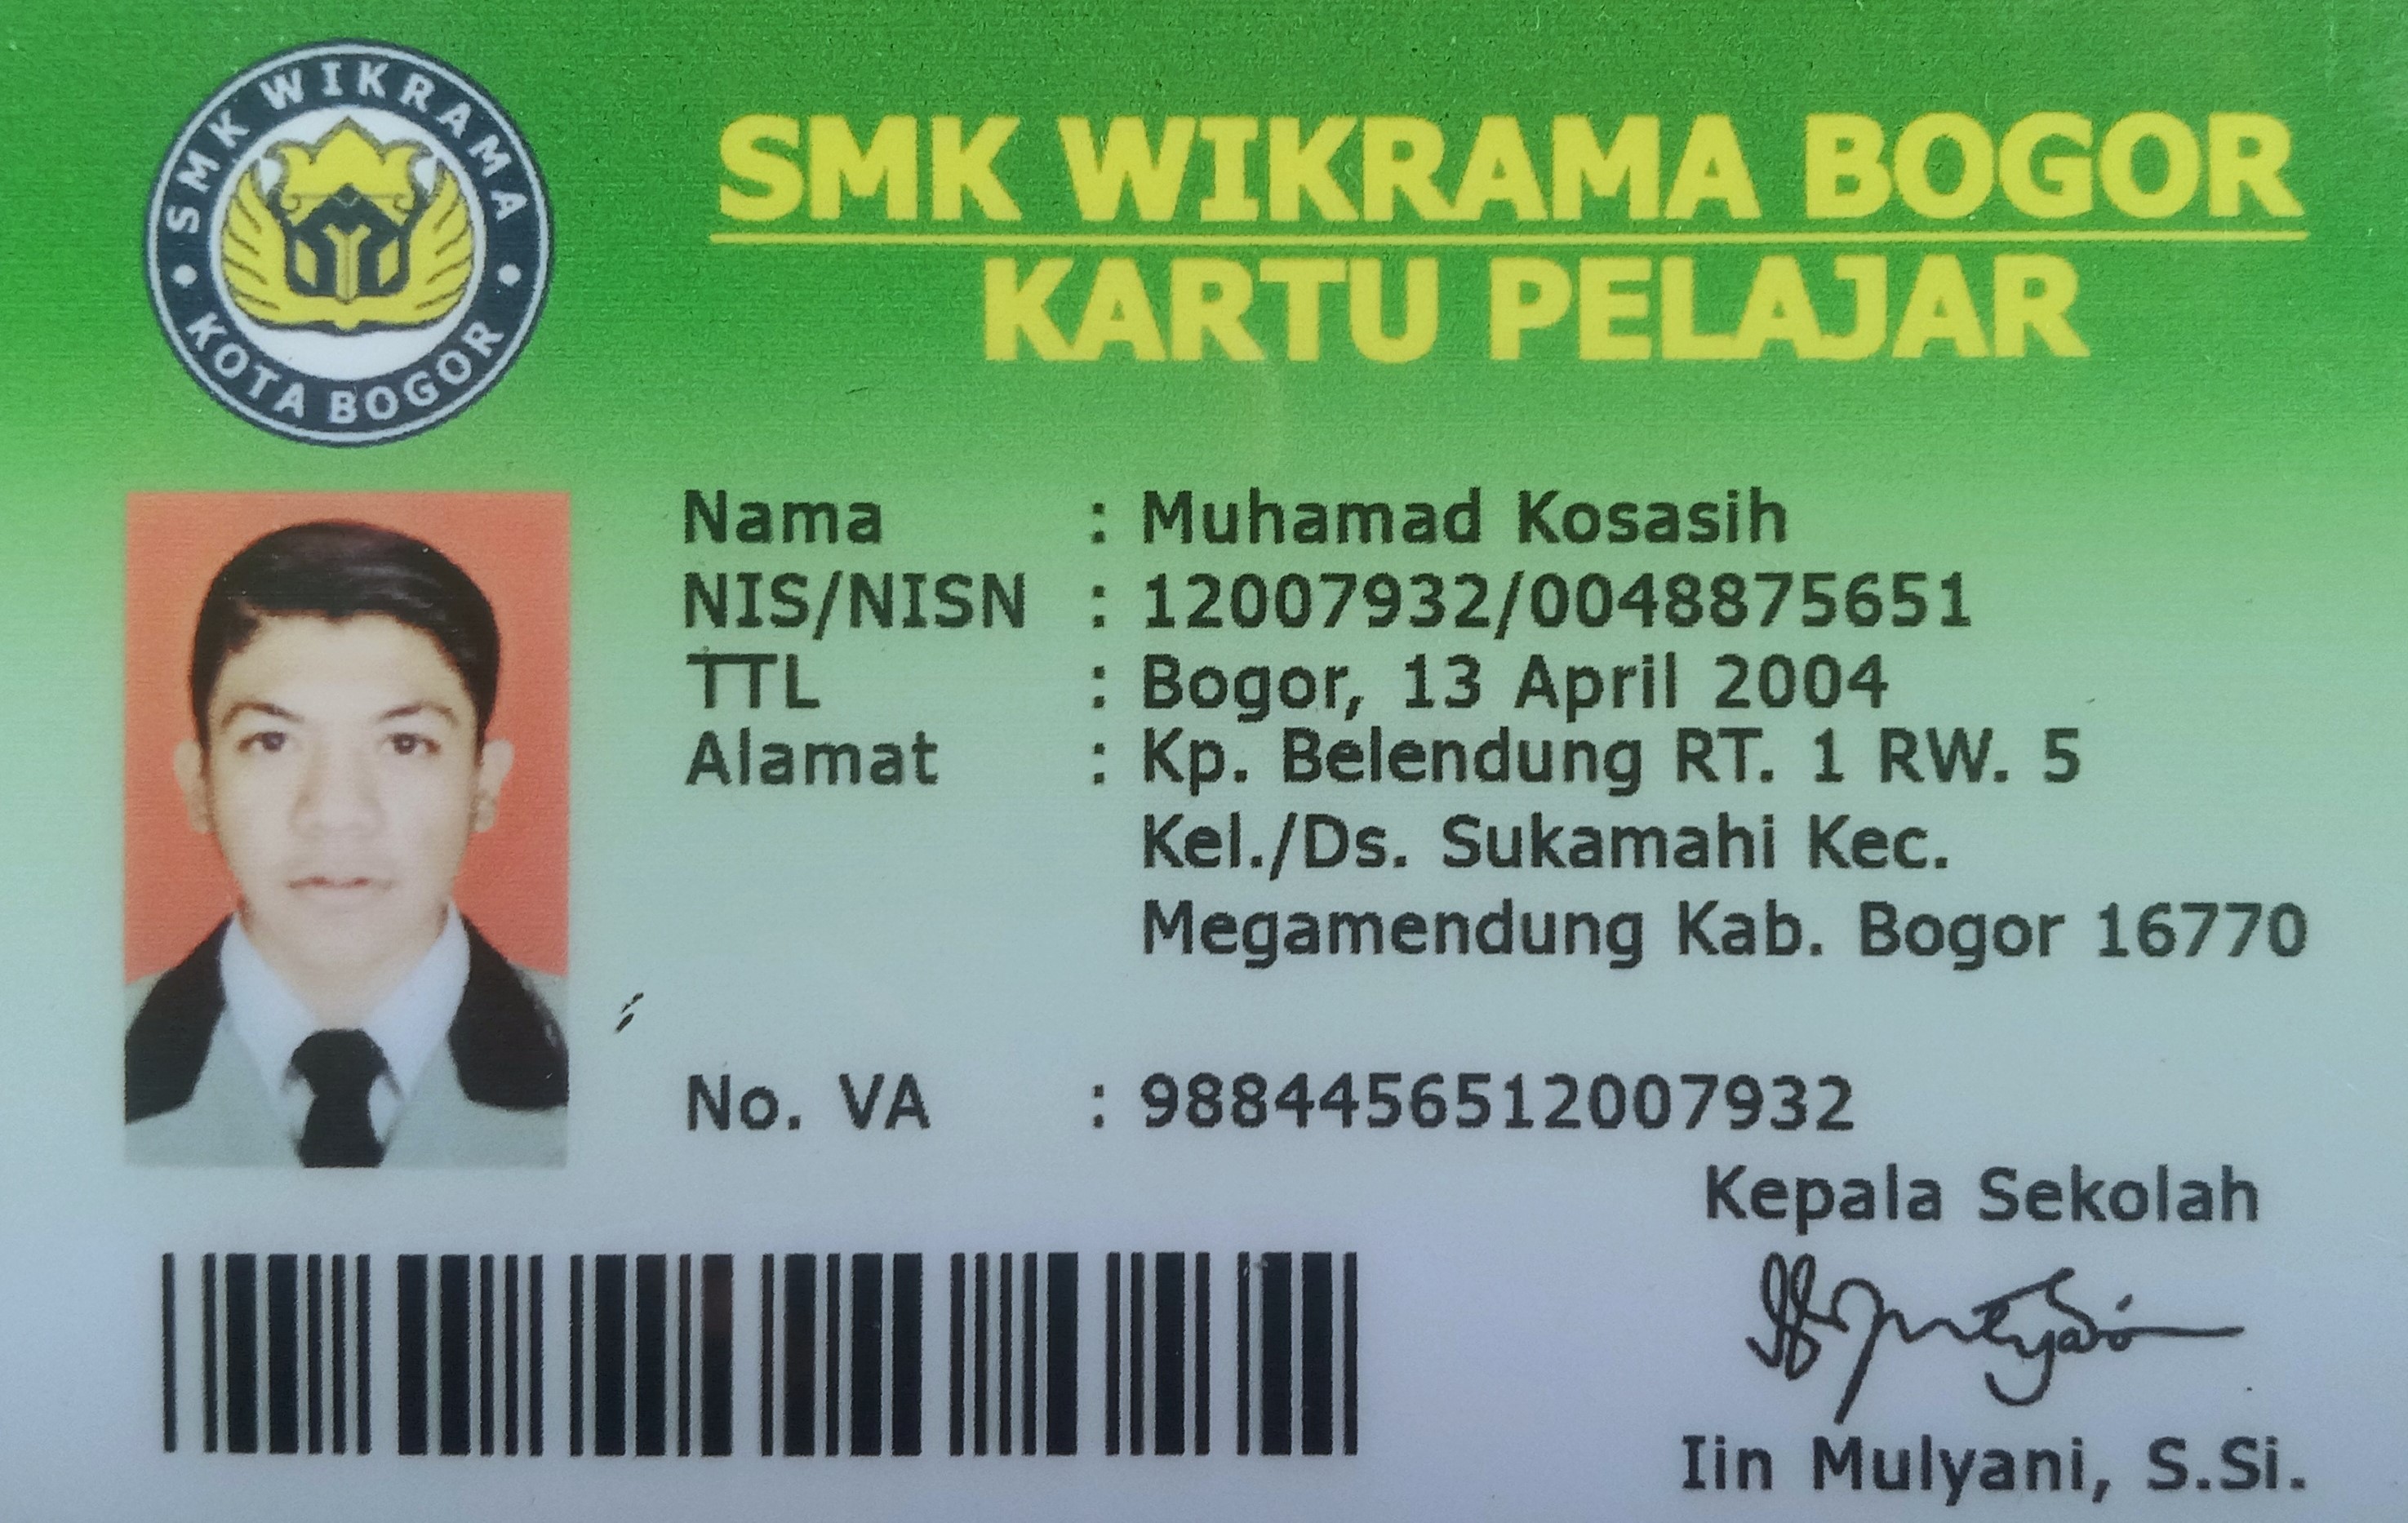 SMK WIKRAMA
KOTA BOGOR
SMK WIKRAMA BOGOR
KARTU PELAJAR
Nama : Muhamad Kosasih
NIS/NISN : 12007932/0048875651
TTL : Bogor, 13 April 2004
Alamat : Kp. Belendung RT. 1 RW. 5
Kel./Ds. Sukamahi Kec.
Megamendung Kab. Bogor 16770
No. VA : 9884456512007932
Kepala Sekolah
Iin Mulyani, S.Si.